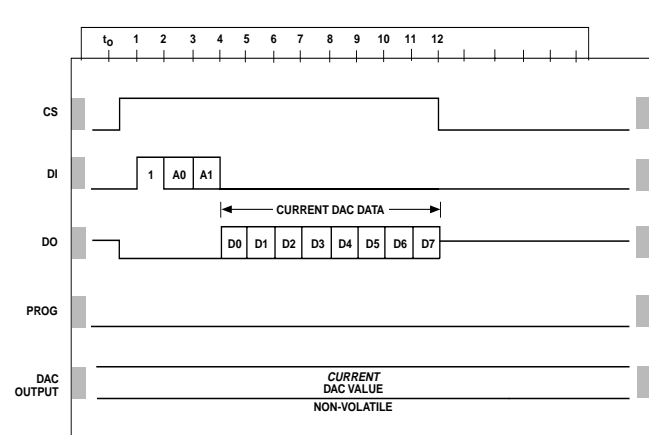 to 1 2 3 4 5 6 7 8 9 10 11 12
CS
DI 1 A0 A1
CURRENT DAC DATA
DO D0 D1 D2 D3 D4 D5 D6 D7
PROG
DAC OUTPUT
CURRENT
DAC VALUE
NON-VOLATILE